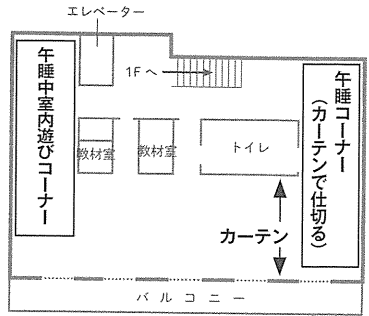 エレベーター
午睡中室内遊びコーナー
1Fへ
午睡コーナー
（カーテンで仕切る）
教材室
教材室
トイレ
カーテン
バルコニー